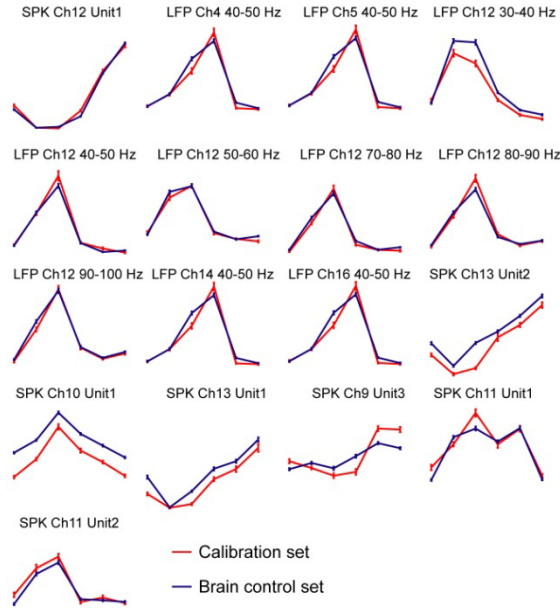 SPK Ch12 Unit1
LFP Ch4 40-50 Hz
LFP Ch5 40-50 Hz
LFP Ch12 30-40 Hz
LFP Ch12 40-50 Hz
LFP Ch12 50-60 Hz
LFP Ch12 70-80 Hz
LFP Ch12 80-90 Hz
LFP Ch12 90-100 Hz
LFP Ch14 40-50 Hz
LFP Ch16 40-50 Hz
SPK Ch13 Unit2
SPK Ch10 Unit1
SPK Ch13 Unit1
SPK Ch9 Unit3
SPK Ch11 Unit1
SPK Ch11 Unit2
Calibration set
Brain control set